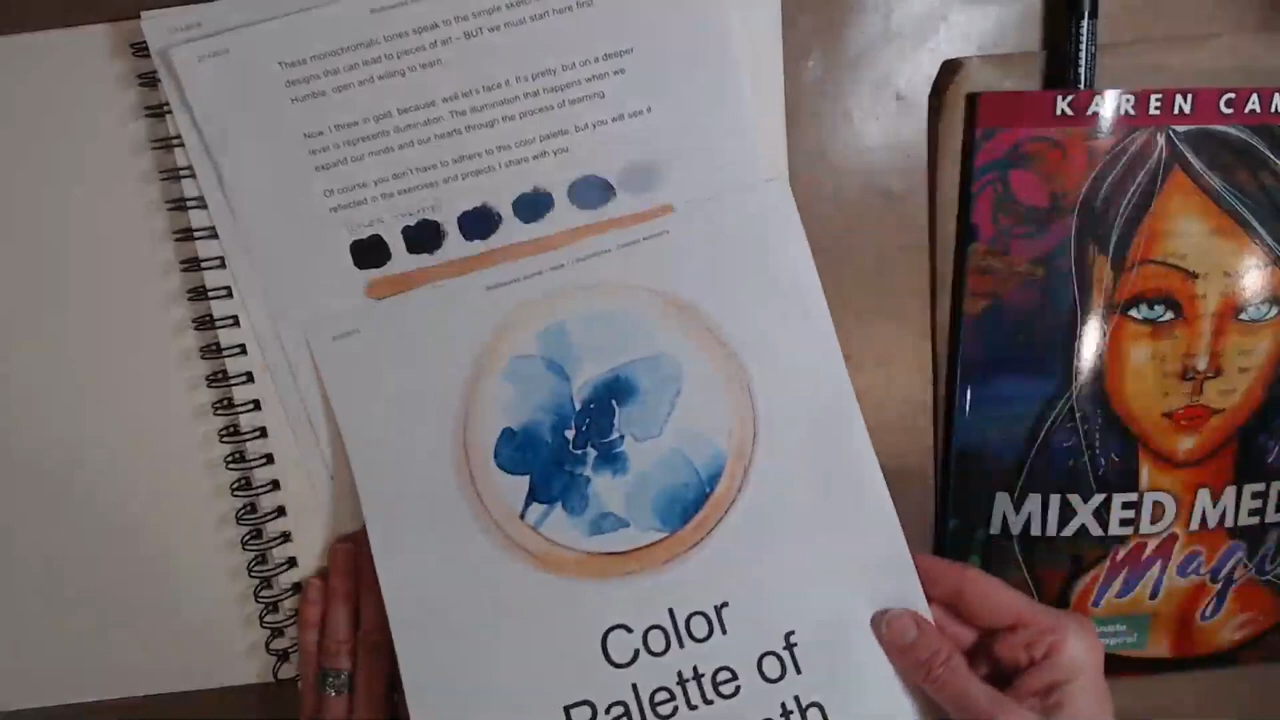 These monochromatic tones speak to the simple
designs that can lead to pieces of art – BUT we must start here first.
Humble, open and willing to learn.
Now, I threw in gold, because, well let's face it. It's pretty, but on a deeper
lever is represents illumination. The illumination that happens when we
expand our minds and our hearts through the process of learning.
Of course, you don't have to adhere to this color palette, but you will see it
reflected in the exercises and projects I share with you.
Color
Palette of
KAREN CAM
MIXED MED
Magi